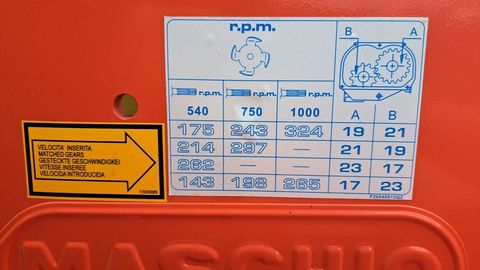 r.p.m.
B A
r.p.m. r.p.m. r.p.m.
540 750 1000 A B
175 243 324 19 21
214 297 — 21 19
262 — — 23 17
143 198 265 17 23
VELOCITA' INSERITA
MATCHED GEARS
GESTECKTE GESCHWINDIGKEI
VITESSE INSEREE
VELOCIDA INTRODUCIDA
MASCHIO